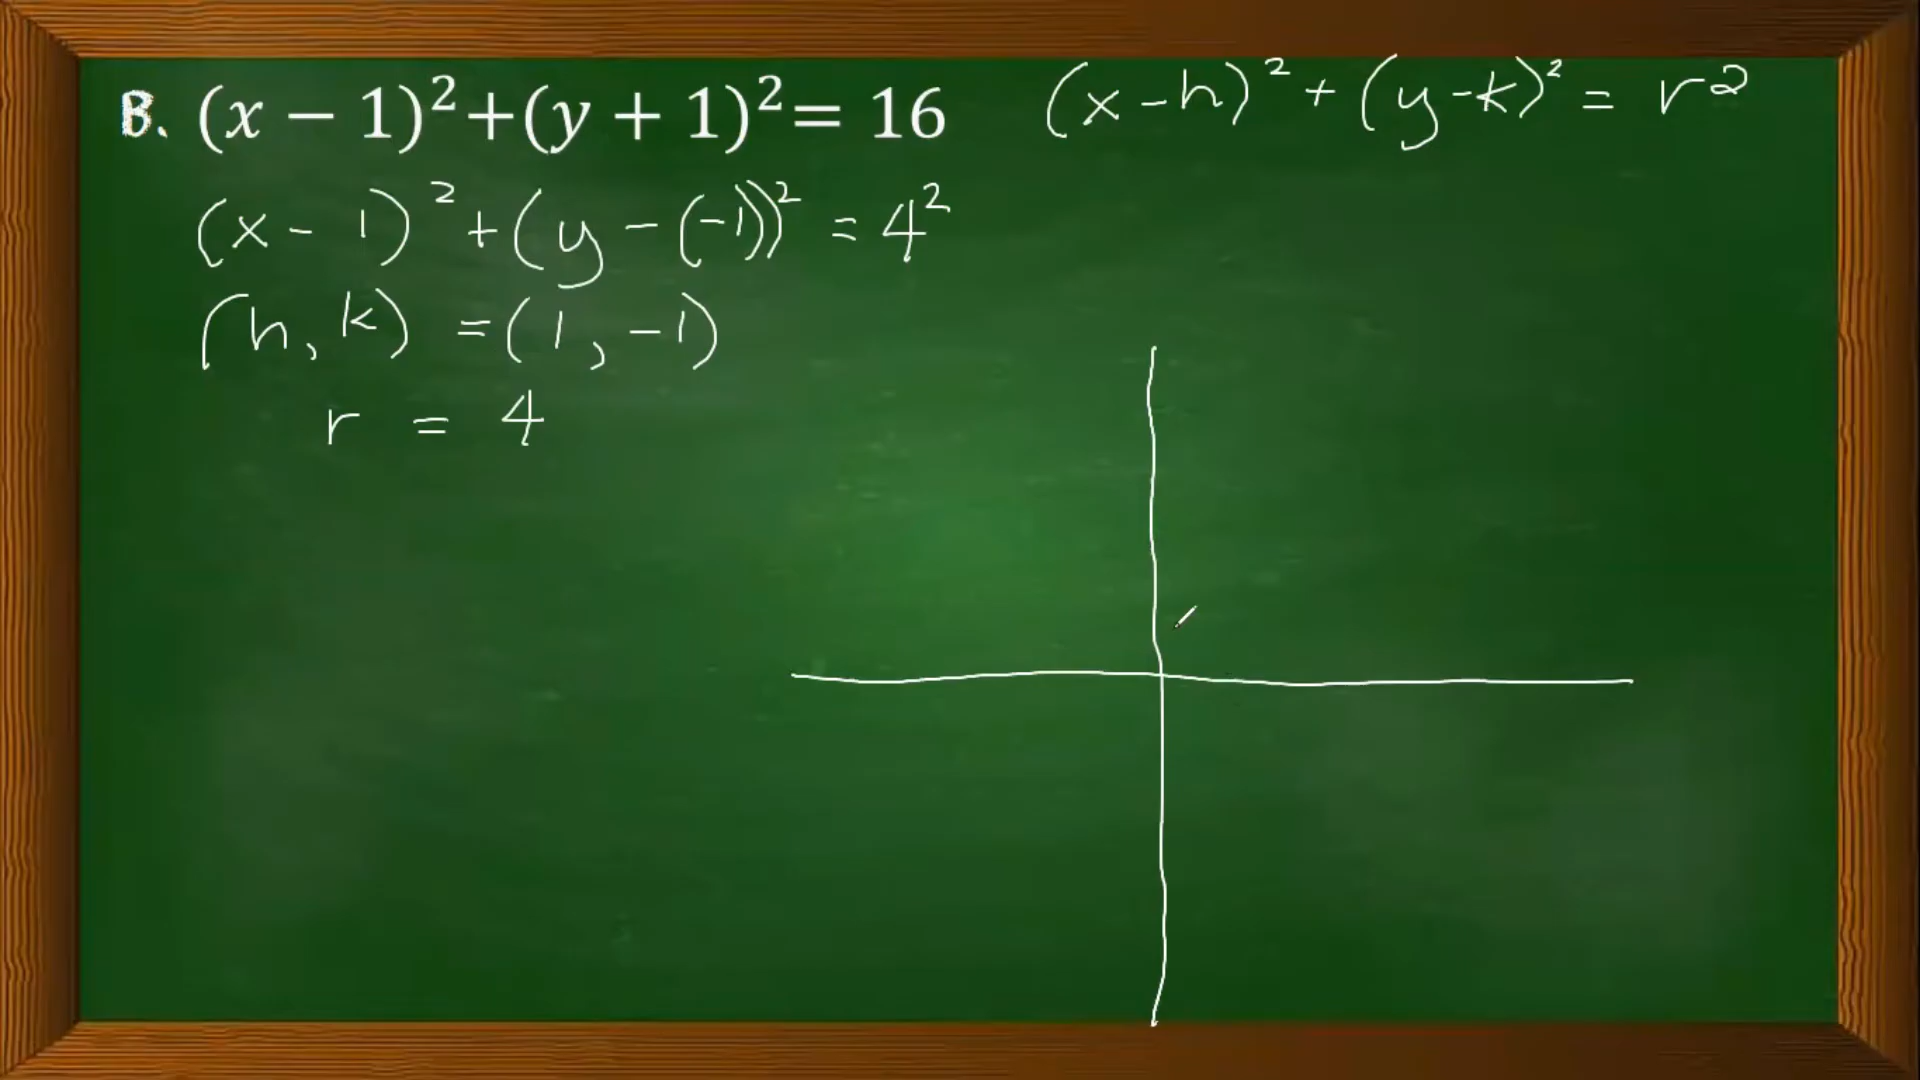 B. (x − 1)²+(y + 1)²= 16
(x-h)² + (y-k)² = r²
(x - 1)² + (y - (-1))² = 4²
(h, k) = (1, -1)
r = 4